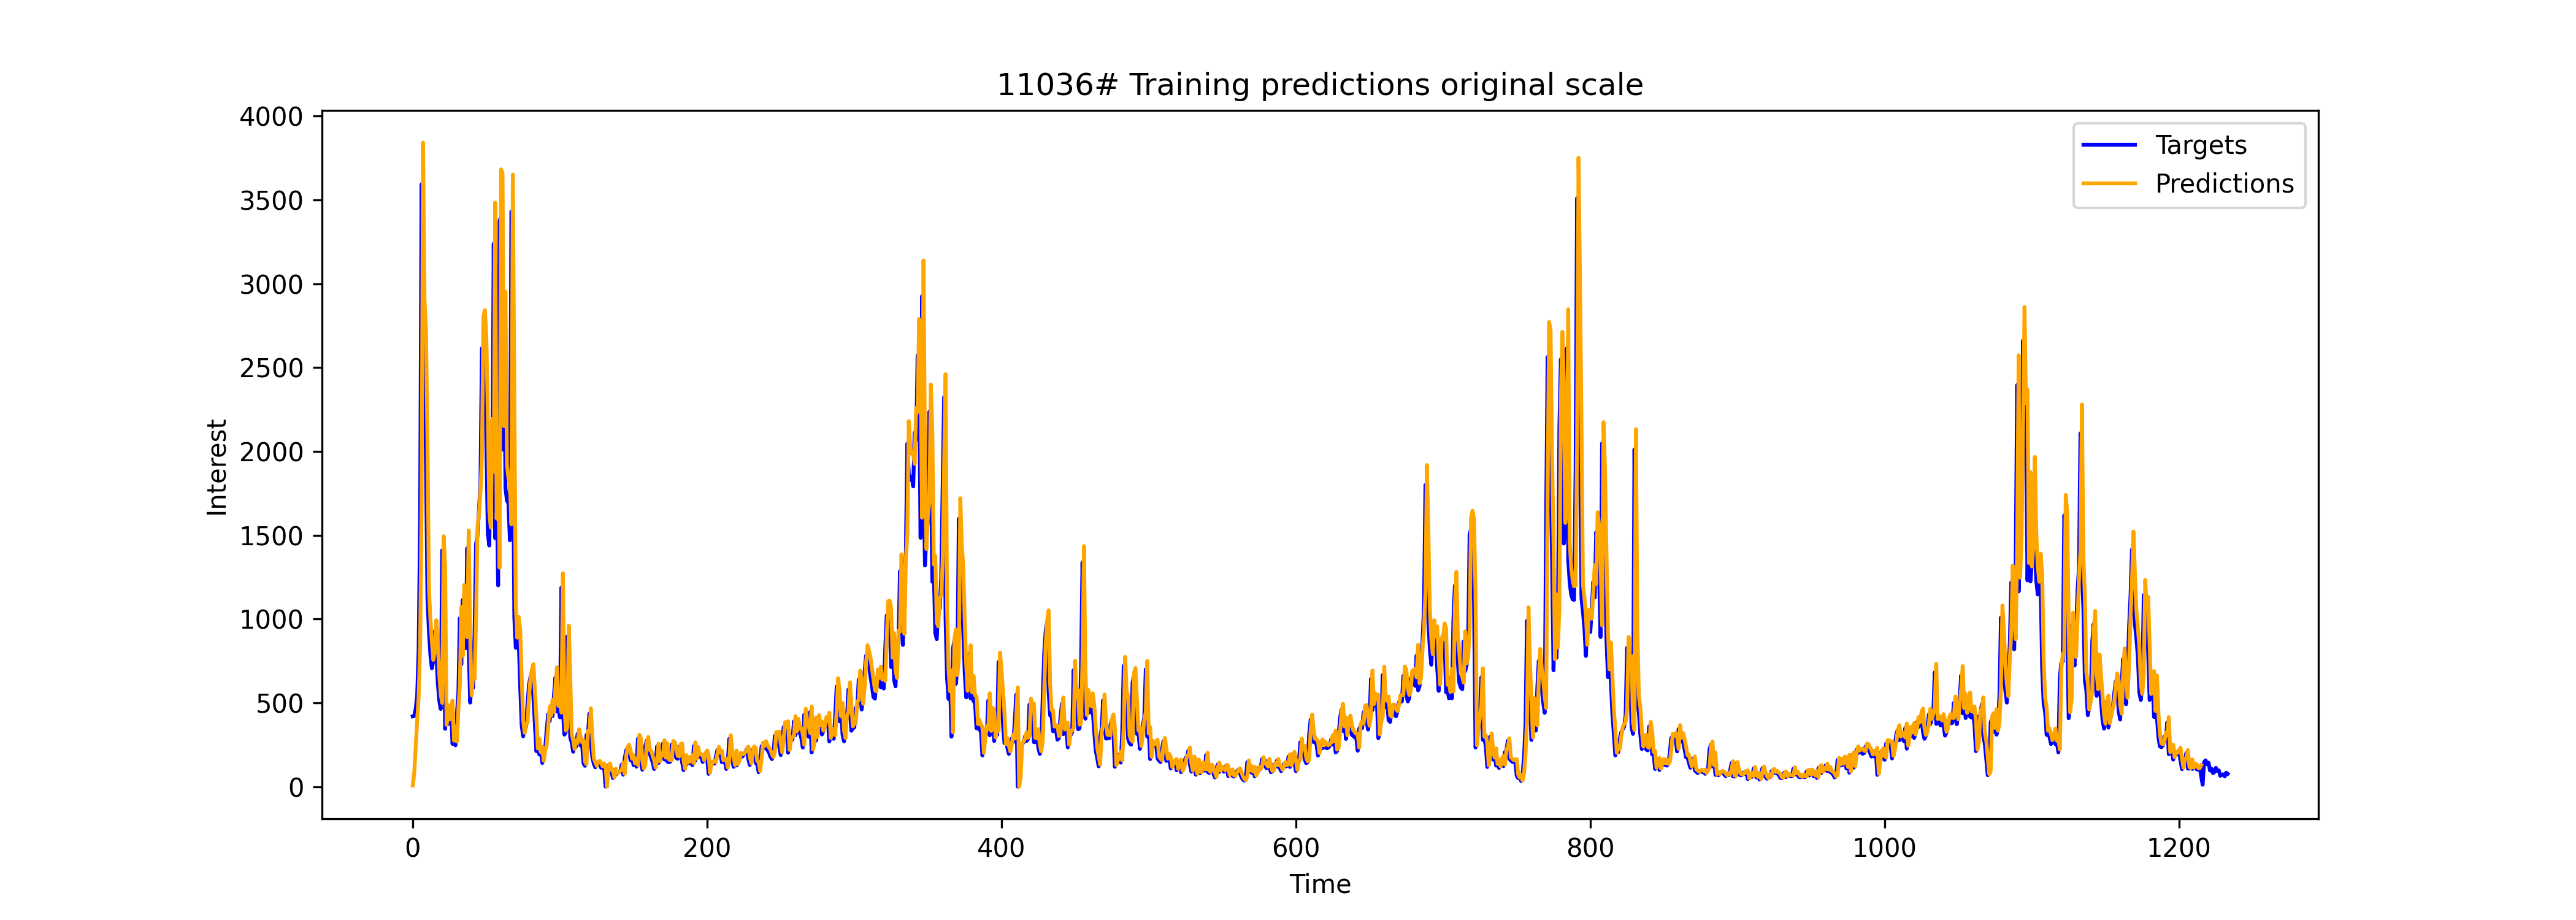 11036# Training predictions original scale
4000
3500
3000
2500
2000
1500
1000
500
0
Interest
0 200 400 600 800 1000 1200
Time
Targets
Predictions